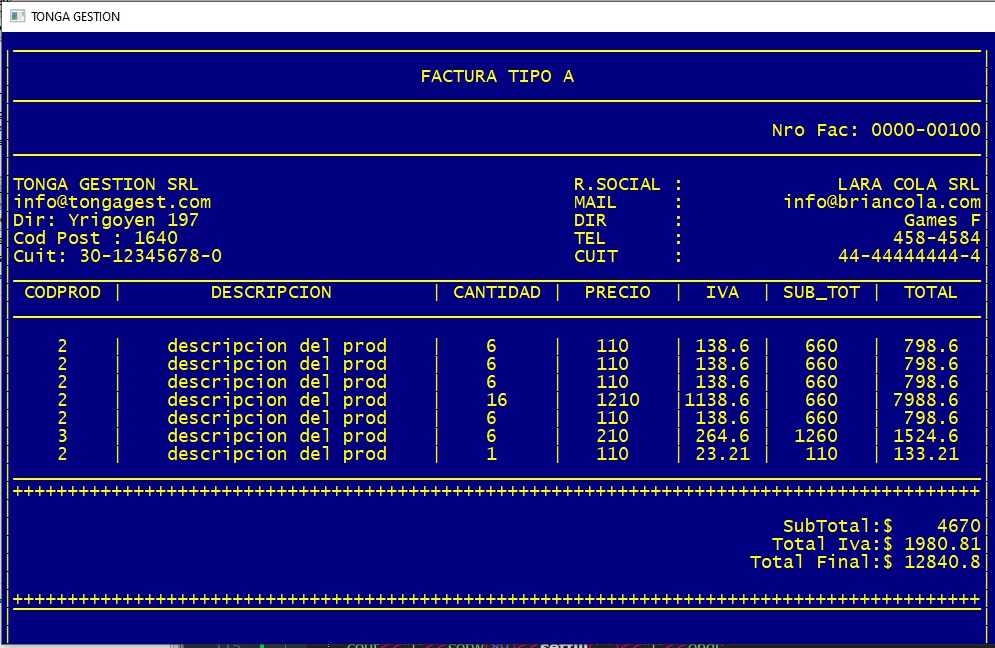 TONGA GESTION
FACTURA TIPO A
Nro Fac: 0000-00100
TONGA GESTION SRL R.SOCIAL : LARA COLA SRL
info@tongagest.com MAIL : info@briancola.com
Dir: Yrigoyen 197 DIR : Games F
Cod Post : 1640 TEL : 458-4584
Cuit: 30-12345678-0 CUIT : 44-44444444-4
CODPROD | DESCRIPCION | CANTIDAD | PRECIO | IVA | SUB_TOT | TOTAL
2 | descripcion del prod | 6 | 110 | 138.6 | 660 | 798.6
2 | descripcion del prod | 6 | 110 | 138.6 | 660 | 798.6
2 | descripcion del prod | 6 | 110 | 138.6 | 660 | 798.6
2 | descripcion del prod | 16 | 1210 |1138.6 | 660 | 7988.6
2 | descripcion del prod | 6 | 110 | 138.6 | 660 | 798.6
3 | descripcion del prod | 6 | 210 | 264.6 | 1260 | 1524.6
2 | descripcion del prod | 1 | 110 | 23.21 | 110 | 133.21
++++++++++++++++++++++++++++++++++++++++++++++++++++++++++++++++++++++++++++++++++++++++
SubTotal:$ 4670
Total Iva:$ 1980.81
Total Final:$ 12840.8
++++++++++++++++++++++++++++++++++++++++++++++++++++++++++++++++++++++++++++++++++++++++